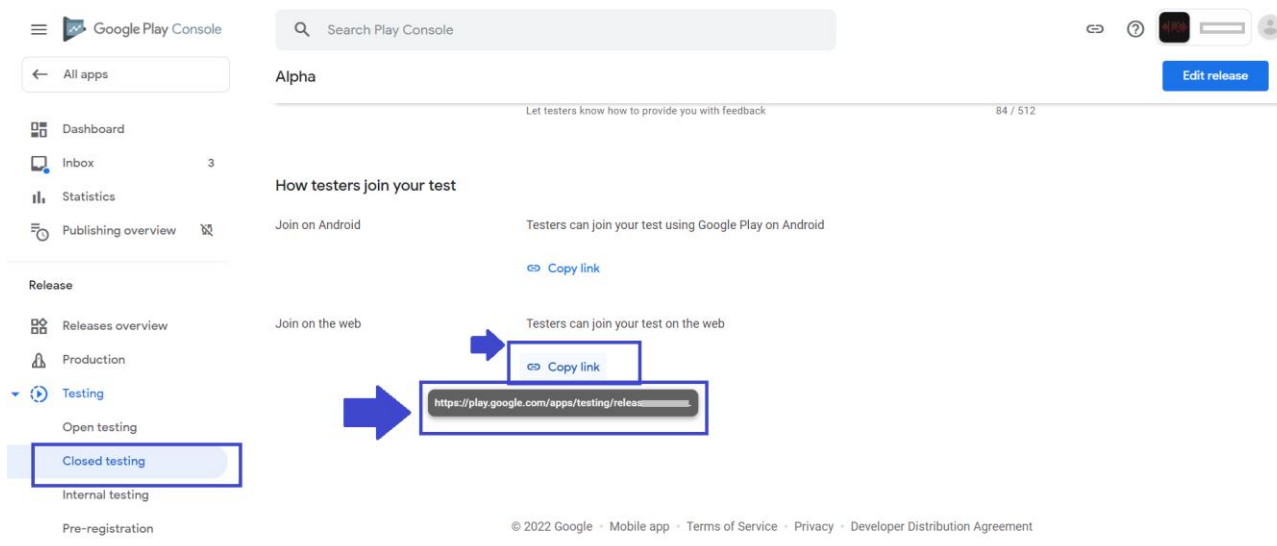 Google Play Console
Search Play Console
All apps
Alpha
Edit release
Let testers know how to provide you with feedback
84 / 512
Dashboard
Inbox
3
Statistics
Publishing overview
How testers join your test
Join on Android
Testers can join your test using Google Play on Android
Copy link
Release
Releases overview
Production
Testing
Open testing
Closed testing
Internal testing
Pre-registration
Join on the web
Testers can join your test on the web
Copy link
https://play.google.com/apps/testing/releas
© 2022 Google · Mobile app · Terms of Service · Privacy · Developer Distribution Agreement